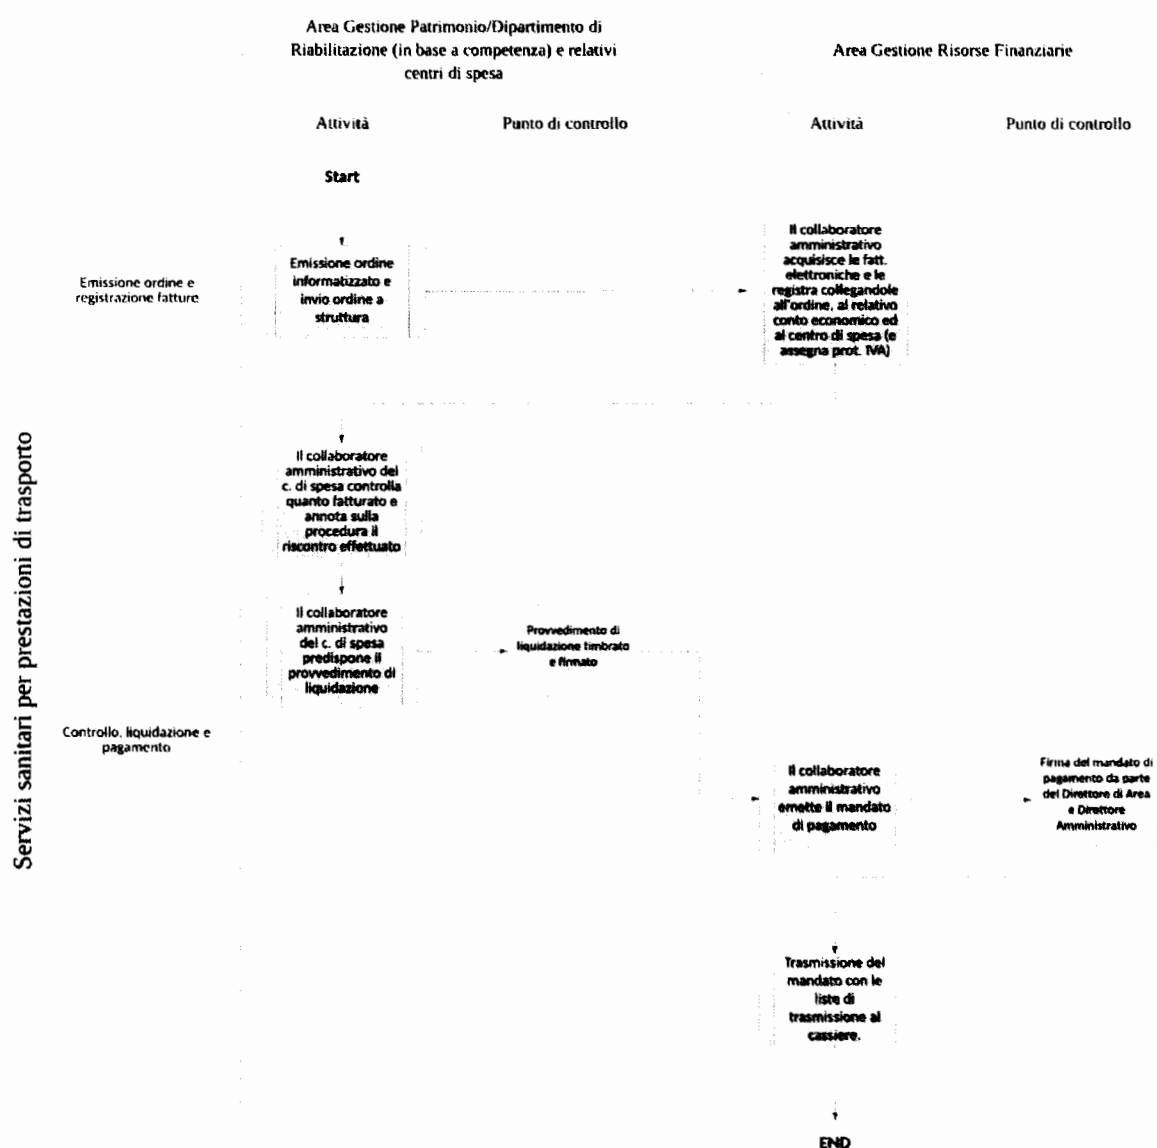 Area Gestione Patrimonio/Dipartimento di
Riabilitazione (in base a competenza) e relativi
centri di spesa
Area Gestione Risorse Finanziarie
Attività
Punto di controllo
Attività
Punto di controllo
Servizi sanitari per prestazioni di trasporto
Start
Emissione ordine e
registrazione fatture
Emissione ordine
informatizzato e
invio ordine a
struttura
Il collaboratore
amministrativo
acquisisce le fatt.
elettroniche e le
registra collegandole
all'ordine, al relativo
conto economico ed
al centro di spesa (e
assegna prot. IVA)
Il collaboratore
amministrativo del
c. di spesa controlla
quanto fatturato e
annota sulla
procedura il
riscontro effettuato
Controllo, liquidazione e
pagamento
Il collaboratore
amministrativo
del c. di spesa
predispone il
provvedimento di
liquidazione
Provvedimento di
liquidazione timbrato
e firmato
Il collaboratore
amministrativo
emette il mandato
di pagamento
Firma del mandato di
pagamento da parte
del Direttore di Area
e Direttore
Amministrativo
Trasmissione del
mandato con le
liste di
trasmissione al
cassiere.
END